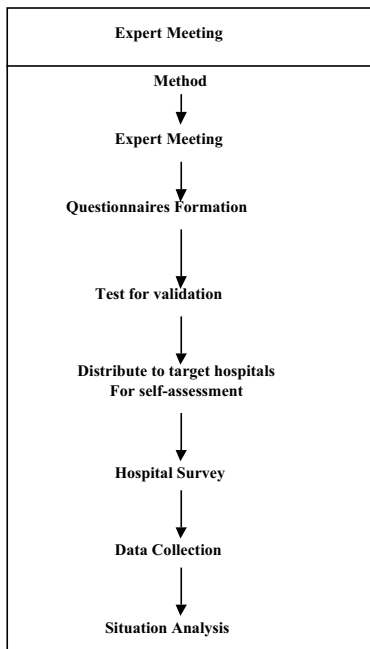 Expert Meeting
Method
Expert Meeting
Questionnaires Formation
Test for validation
Distribute to target hospitals
For self-assessment
Hospital Survey
Data Collection
Situation Analysis